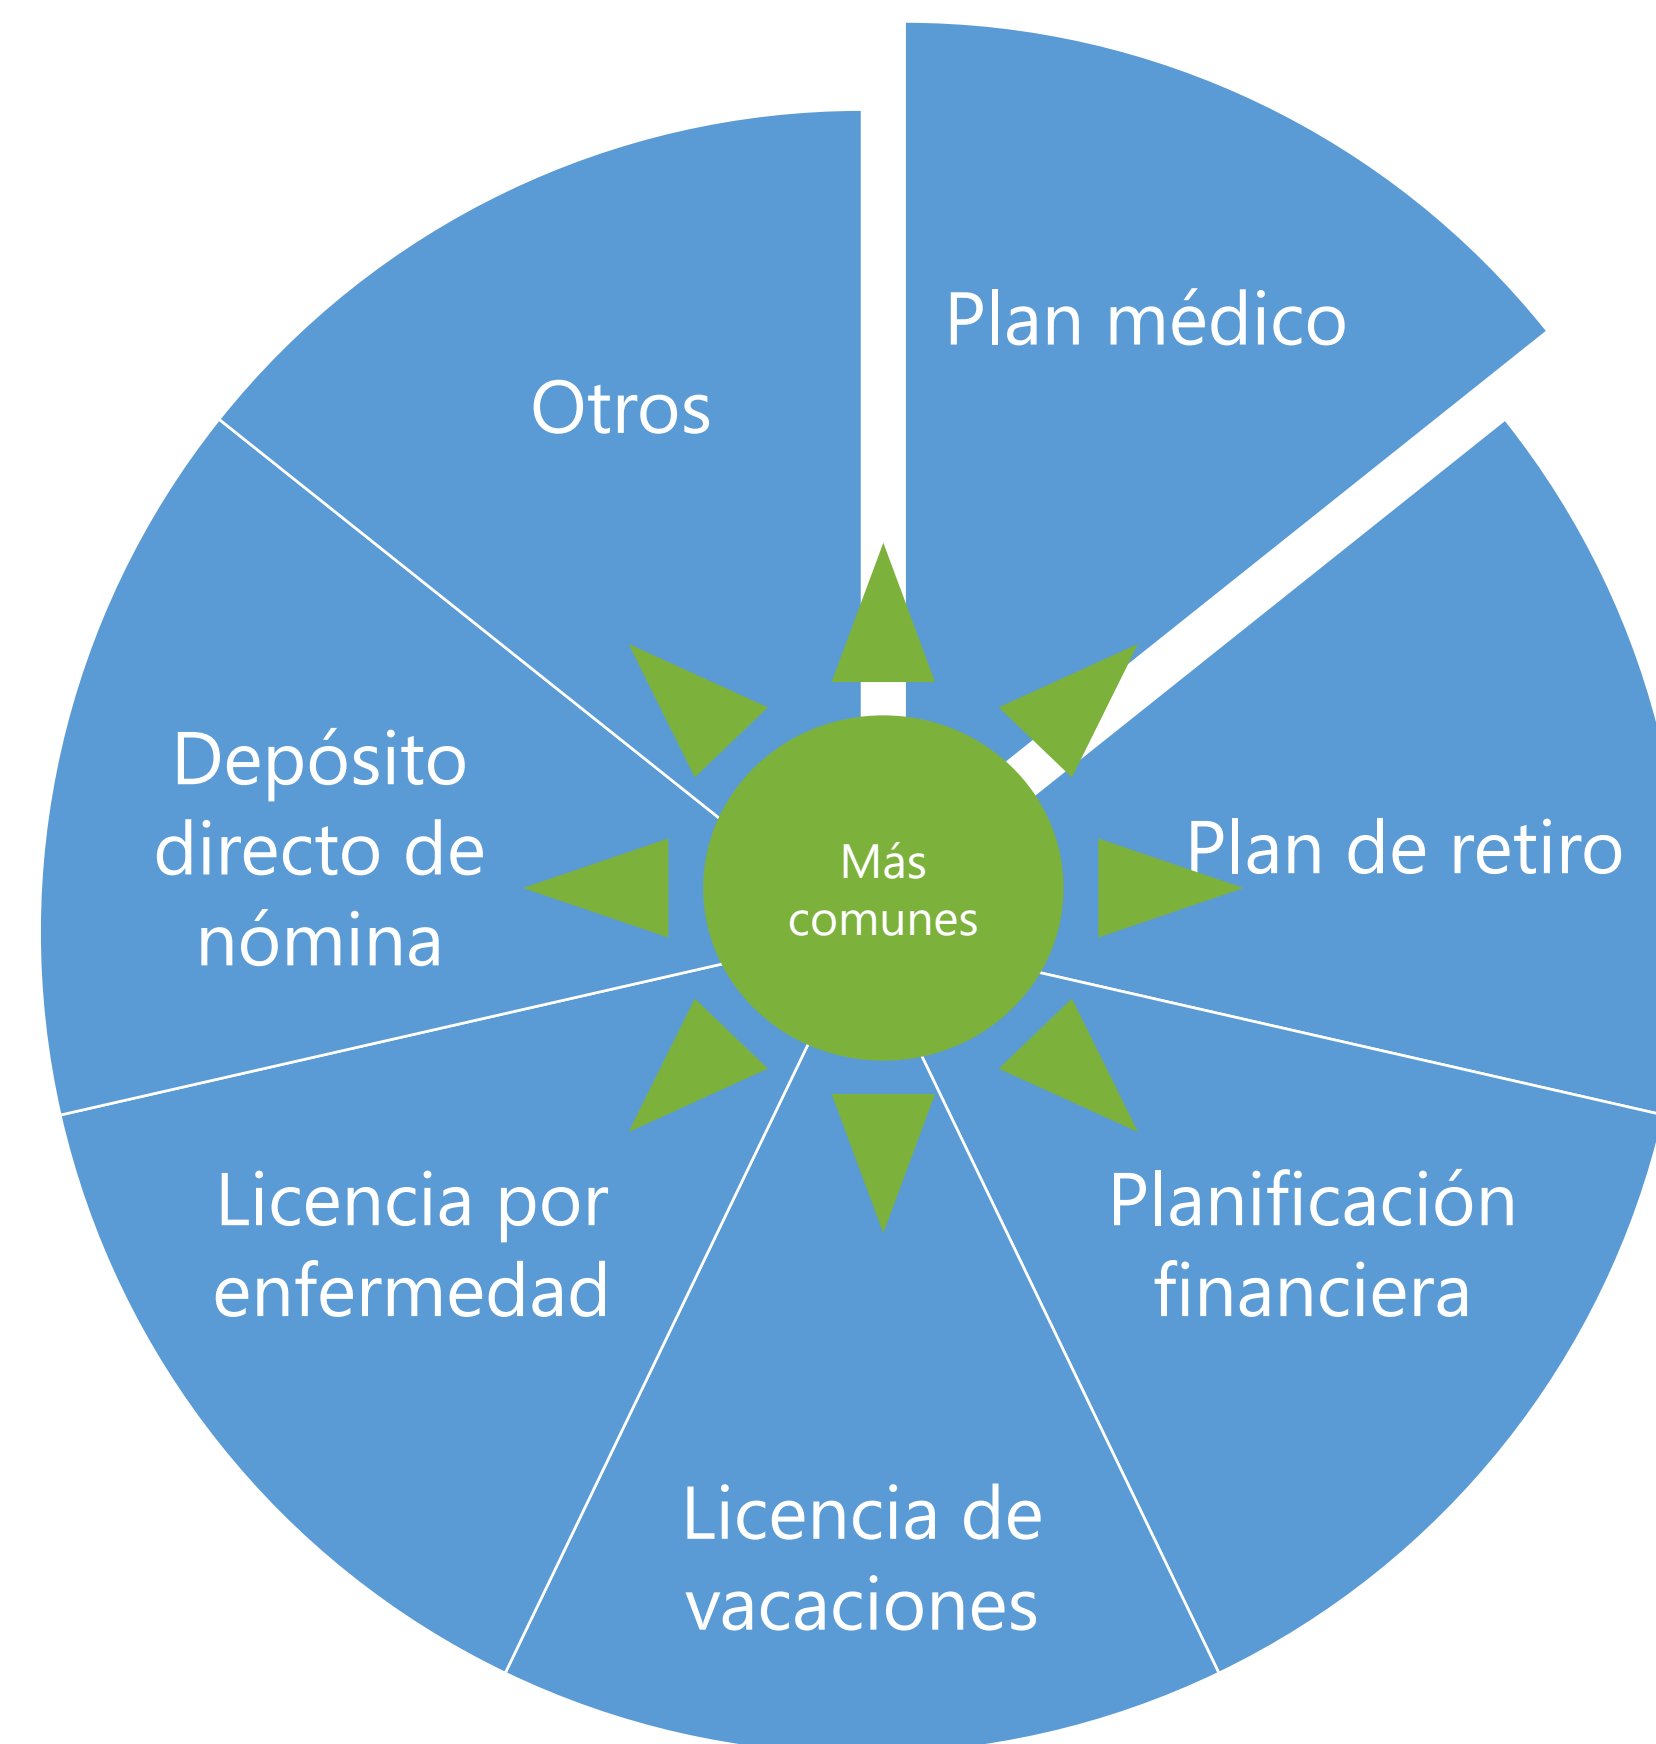 Plan médico
Otros
Depósito
directo de
nómina
Más
comunes
Plan de retiro
Licencia por
enfermedad
Planificación
financiera
Licencia de
vacaciones